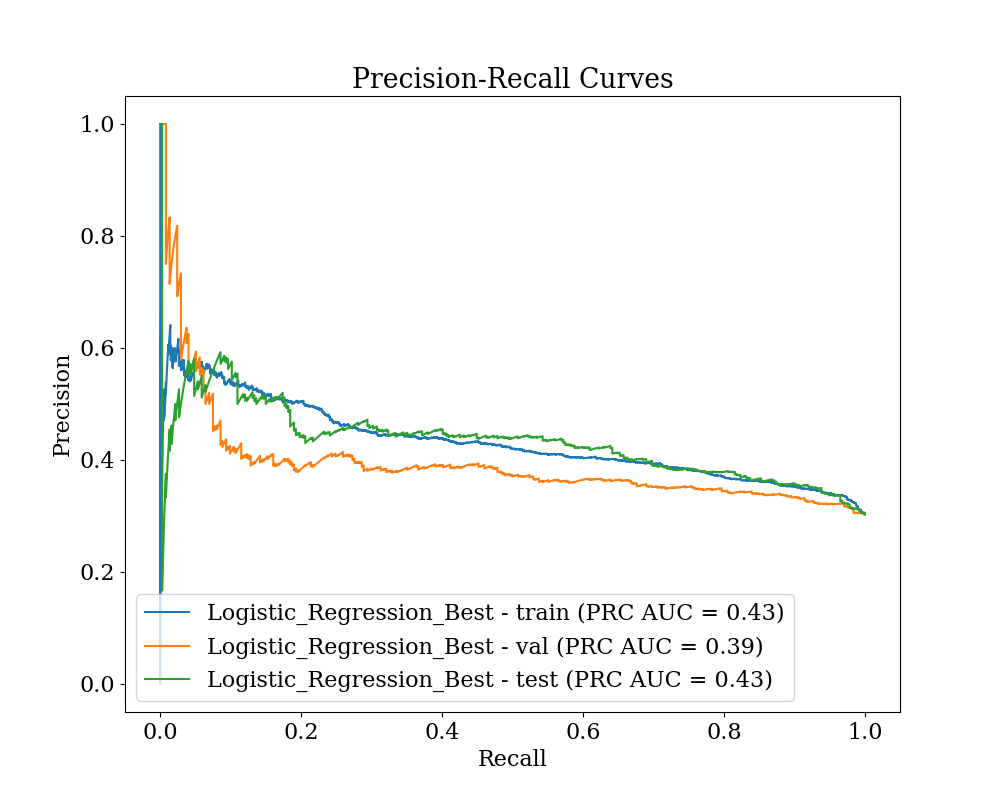 Precision-Recall Curves
1.0
0.8
0.6
0.4
0.2
0.0
Precision
Logistic_Regression_Best - train (PRC AUC = 0.43)
Logistic_Regression_Best - val (PRC AUC = 0.39)
Logistic_Regression_Best - test (PRC AUC = 0.43)
0.0 0.2 0.4 0.6 0.8 1.0
Recall